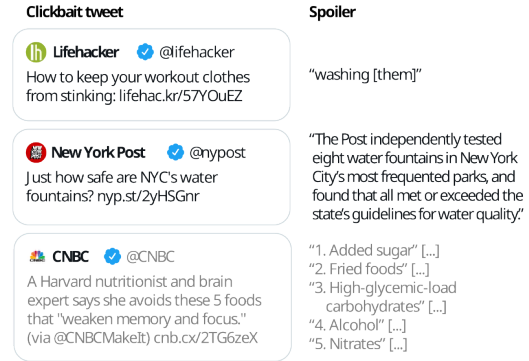 Clickbait tweet
Spoiler
Lifehacker @lifehacker
How to keep your workout clothes
from stinking: lifehac.kr/57YOuEZ
“washing [them]”
New York Post @nypost
Just how safe are NYC's water
fountains? nyp.st/2yHSGnr
“The Post independently tested
eight water fountains in New York
City’s most frequented parks, and
found that all met or exceeded the
state’s guidelines for water quality.”
CNBC @CNBC
A Harvard nutritionist and brain
expert says she avoids these 5 foods
that "weaken memory and focus."
(via @CNBCMakeIt) cnb.cx/2TG6zeX
“1. Added sugar” [...]
“2. Fried foods” [...]
“3. High-glycemic-load
carbohydrates” [...]
“4. Alcohol” [...]
“5. Nitrates” [...]